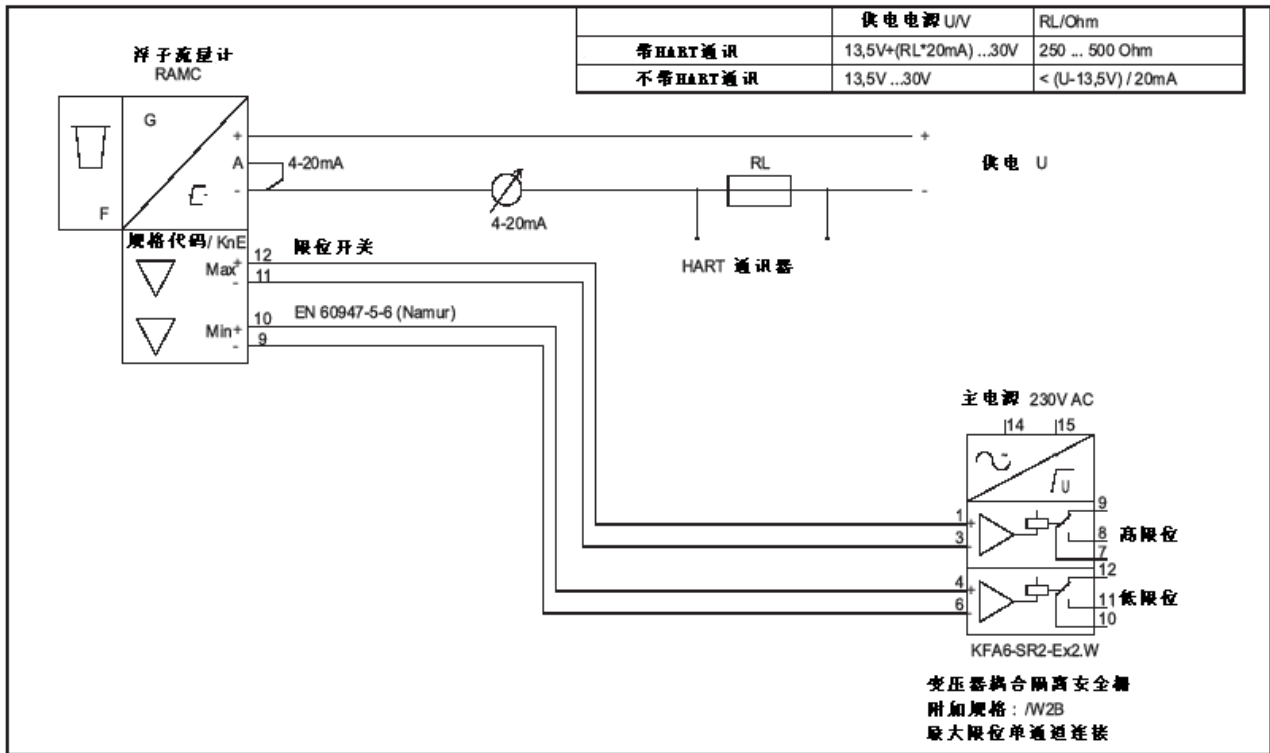 供电电源 U/V RL/Ohm
带HART通讯 13,5V+(RL*20mA) ...30V 250 ... 500 Ohm
不带HART通讯 13,5V ...30V < (U-13,5V) / 20mA
浮子流量计
RAMC
G
F
+
A
-
4-20mA
4-20mA
RL
+
供电 U
-
HART 通讯器
规格代码/ KnE
限位开关
Max
+
-
12
11
EN 60947-5-6 (Namur)
Min
+
-
10
9
主电源 230V AC
14 15
U
1 +
3 -
9
8
7
高限位
4 +
6 -
12
11
10
低限位
KFA6-SR2-Ex2.W
变压器耦合隔离安全栅
附加规格：/W2B
最大限位单通道连接